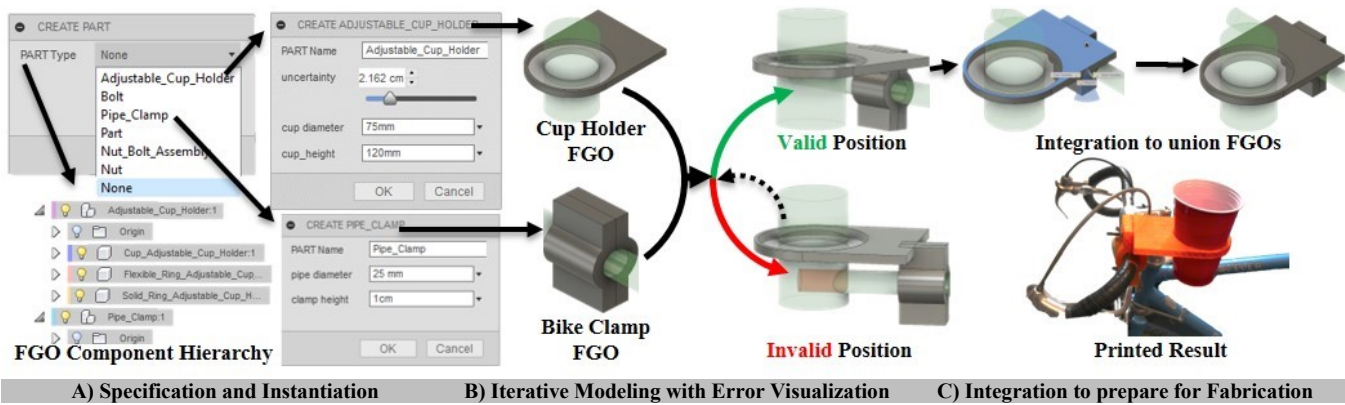 CREATE PART
PART Type
None
Adjustable_Cup_Holder
Bolt
Pipe_Clamp
Part
Nut_Bolt_Assembly
Nut
None
Adjustable_Cup_Holder:1
Origin
Cup_Adjustable_Cup_Holder:1
Flexible_Ring_Adjustable_Cup_...
Solid_Ring_Adjustable_Cup_H...
Pipe_Clamp:1
Origin
FGO Component Hierarchy
CREATE ADJUSTABLE_CUP_HOLDER
PART Name
Adjustable_Cup_Holder
uncertainty
2.162 cm
cup diameter
75mm
cup_height
120mm
OK
Cancel
CREATE PIPE_CLAMP
PART Name
Pipe_Clamp
pipe diameter
25 mm
clamp height
1cm
OK
Cancel
Cup Holder
FGO
Bike Clamp
FGO
Valid Position
Invalid Position
Integration to union FGOs
Printed Result
A) Specification and Instantiation
B) Iterative Modeling with Error Visualization
C) Integration to prepare for Fabrication